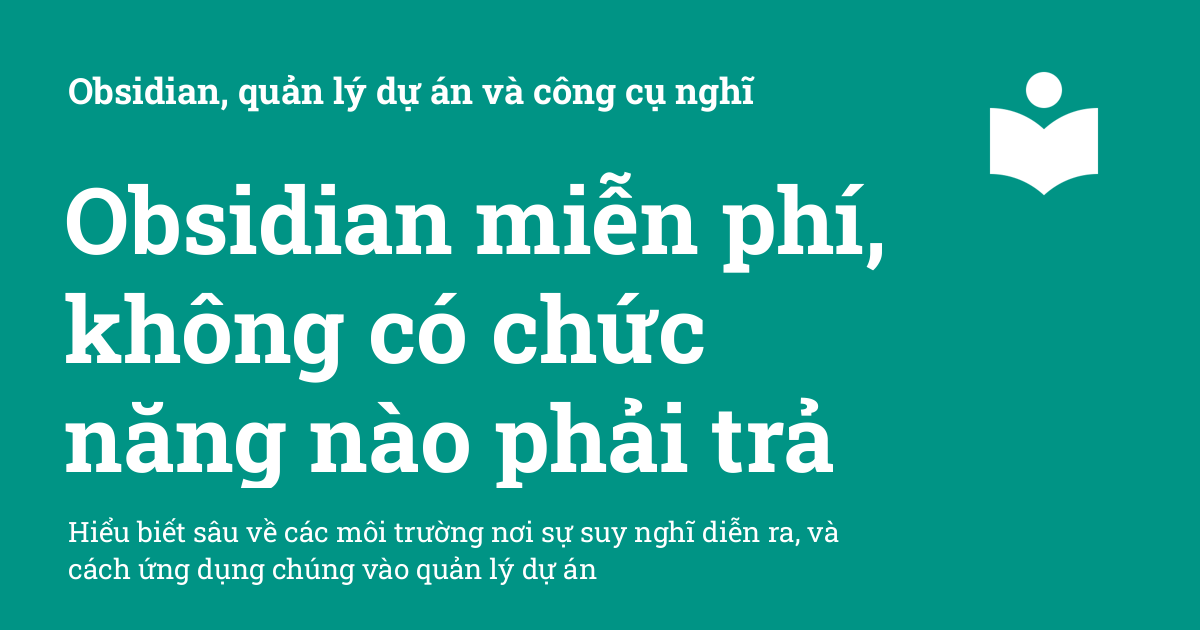 Obsidian, quản lý dự án và công cụ nghĩ
Obsidian miễn phí,
không có chức
năng nào phải trả
Hiểu biết sâu về các môi trường nơi sự suy nghĩ diễn ra, và
cách ứng dụng chúng vào quản lý dự án